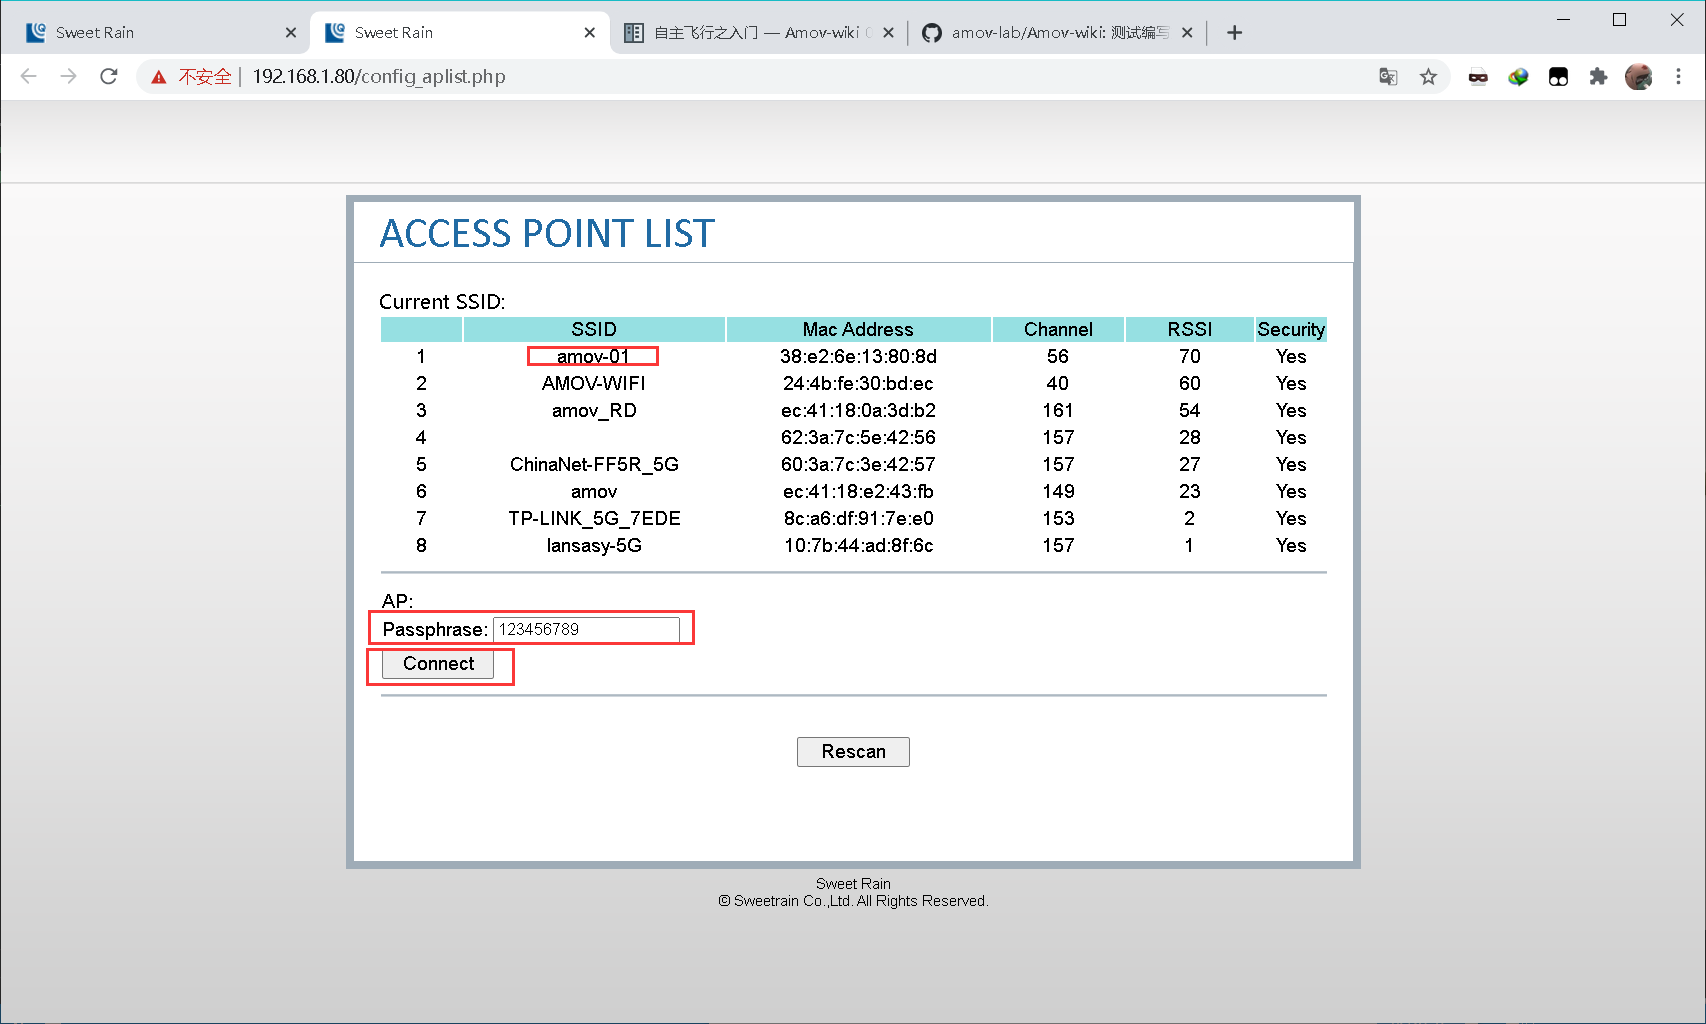 Sweet Rain
Sweet Rain
自主飞行之入门 — Amov-wiki
amov-lab/Amov-wiki: 测试编写
不安全 | 192.168.1.80/config_aplist.php
ACCESS POINT LIST
Current SSID:
SSID Mac Address Channel RSSI Security
1 amov-01 38:e2:6e:13:80:8d 56 70 Yes
2 AMOV-WIFI 24:4b:fe:30:bd:ec 40 60 Yes
3 amov_RD ec:41:18:0a:3d:b2 161 54 Yes
4 62:3a:7c:5e:42:56 157 28 Yes
5 ChinaNet-FF5R_5G 60:3a:7c:3e:42:57 157 27 Yes
6 amov ec:41:18:e2:43:fb 149 23 Yes
7 TP-LINK_5G_7EDE 8c:a6:df:91:7e:e0 153 2 Yes
8 lansasy-5G 10:7b:44:ad:8f:6c 157 1 Yes
AP:
Passphrase: 123456789
Connect
Rescan
Sweet Rain
© Sweetrain Co.,Ltd. All Rights Reserved.